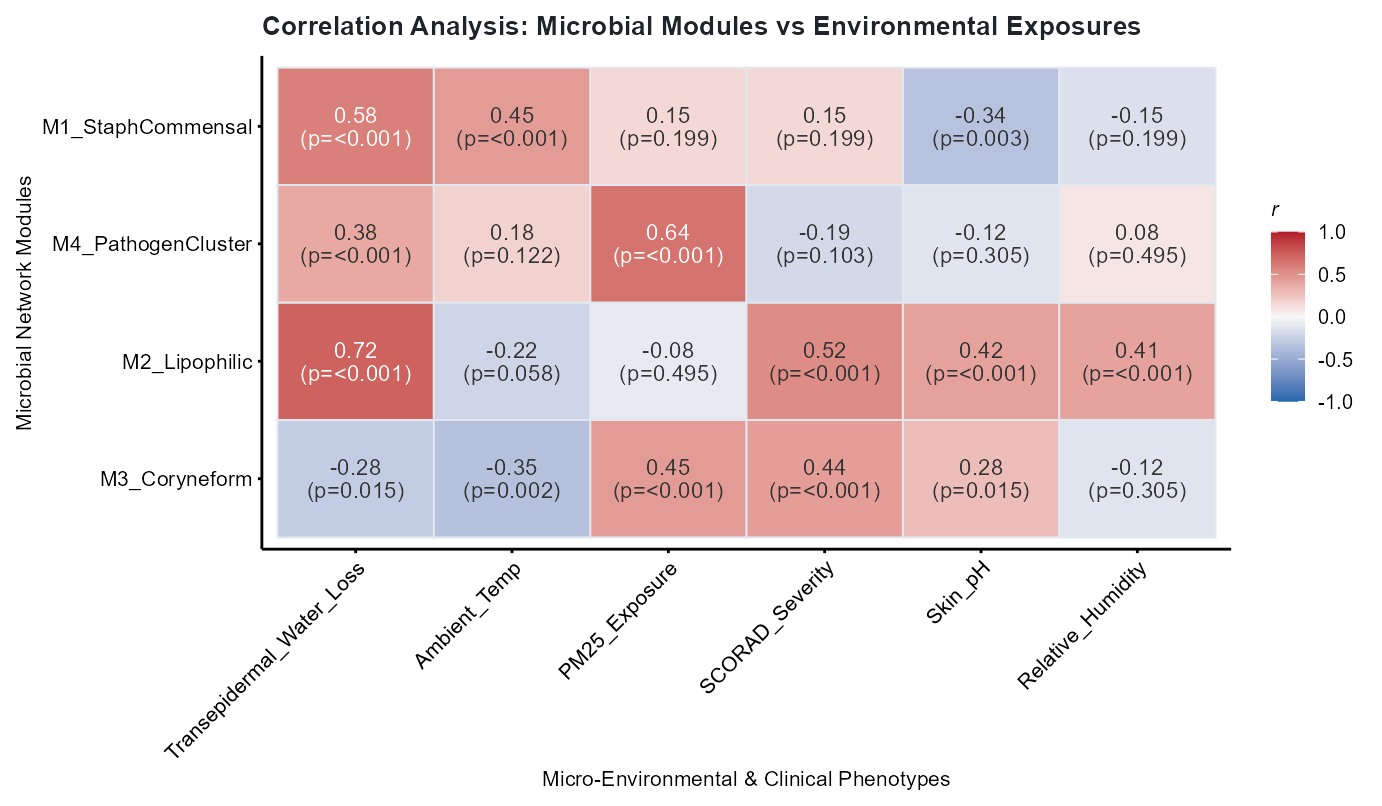 Correlation Analysis: Microbial Modules vs Environmental Exposures
Microbial Network Modules
M1_StaphCommensal
0.58
(p=<0.001)
0.45
(p=<0.001)
0.15
(p=0.199)
0.15
(p=0.199)
-0.34
(p=0.003)
-0.15
(p=0.199)
M4_PathogenCluster
0.38
(p=<0.001)
0.18
(p=0.122)
0.64
(p=<0.001)
-0.19
(p=0.103)
-0.12
(p=0.305)
0.08
(p=0.495)
M2_Lipophilic
0.72
(p=<0.001)
-0.22
(p=0.058)
-0.08
(p=0.495)
0.52
(p=<0.001)
0.42
(p=<0.001)
0.41
(p=<0.001)
M3_Coryneform
-0.28
(p=0.015)
-0.35
(p=0.002)
0.45
(p=<0.001)
0.44
(p=<0.001)
0.28
(p=0.015)
-0.12
(p=0.305)
Transepidermal_Water_Loss
Ambient_Temp
PM25_Exposure
SCORAD_Severity
Skin_pH
Relative_Humidity
Micro-Environmental & Clinical Phenotypes
r
1.0
0.5
0.0
-0.5
-1.0